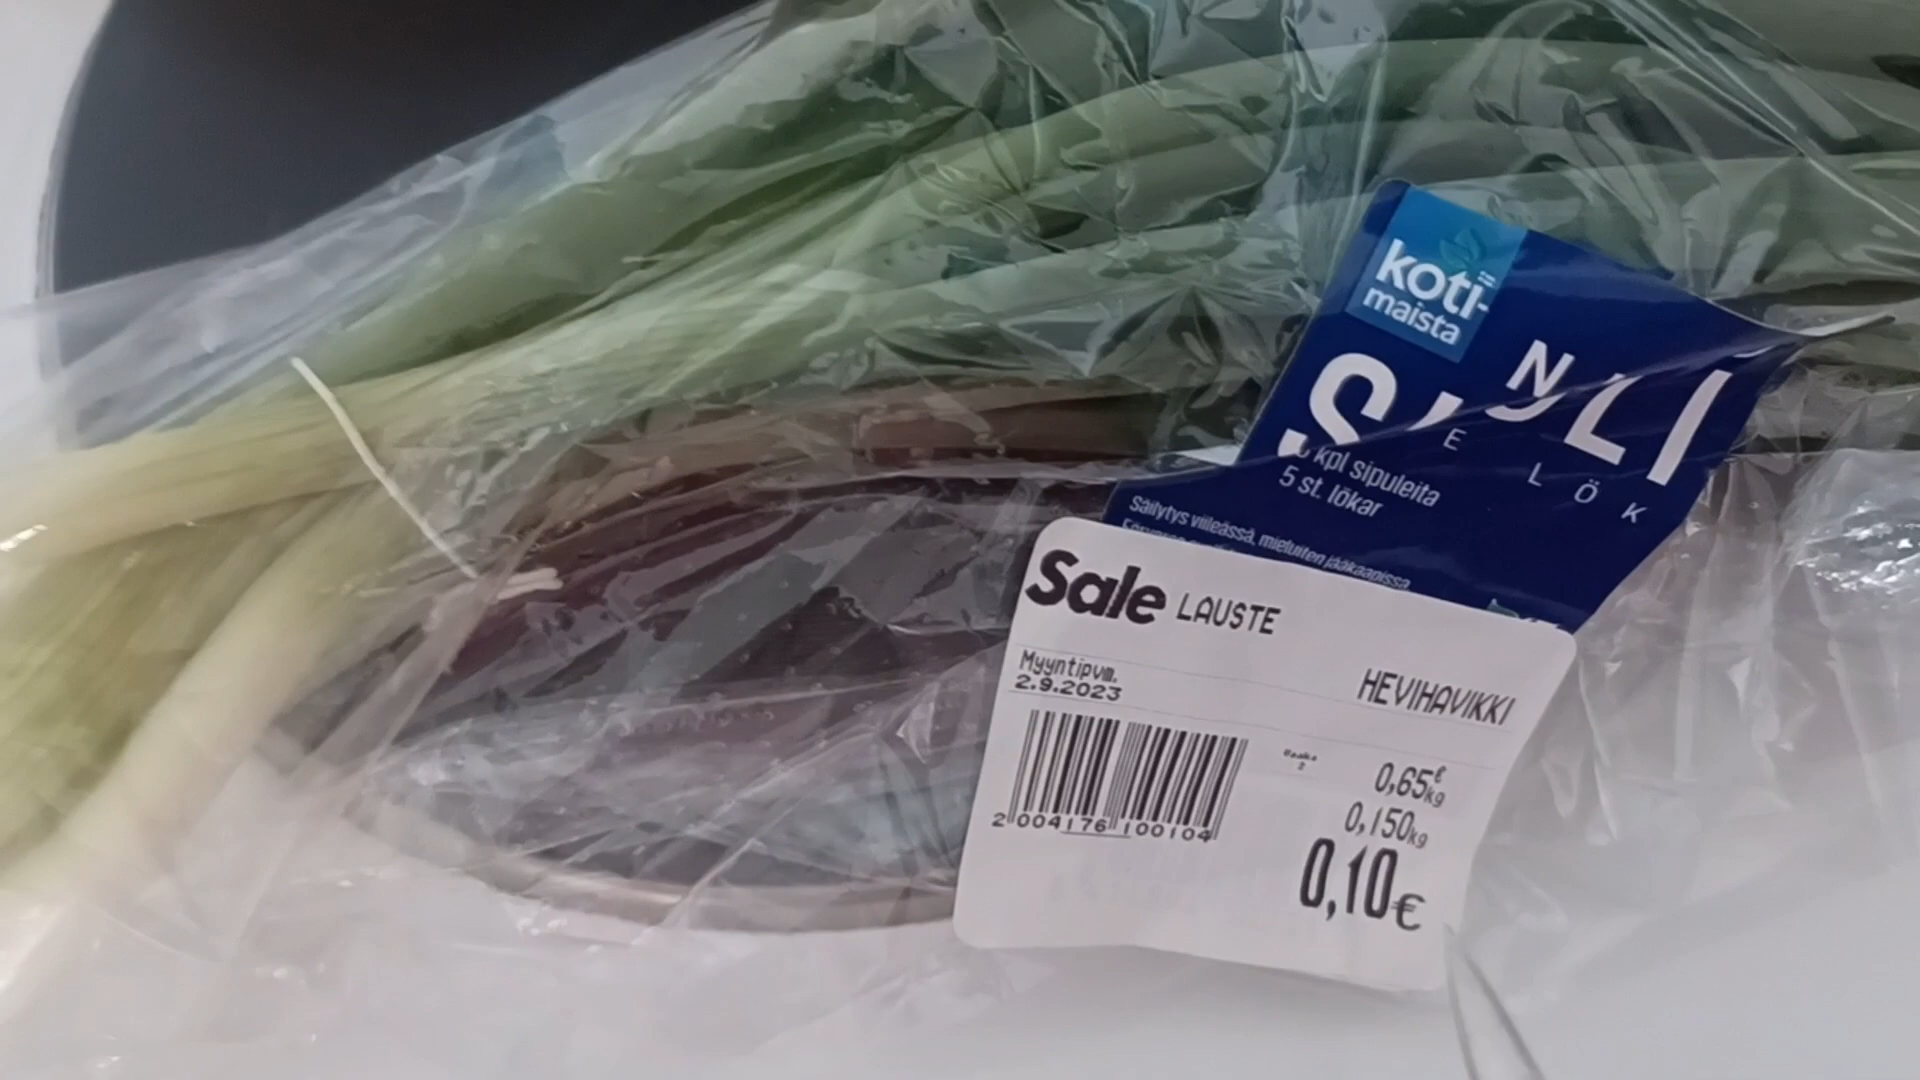 koti-
maista
kpl sipuleita
5 st. lökar
Säilytys viileässä, mieluiten jääkaapissa
Sale LAUSTE
Myyntipvm.
2.9.2023
HEVIHAVIKKI
0,65€/kg
0,150kg
2 004176 100104
0,10€